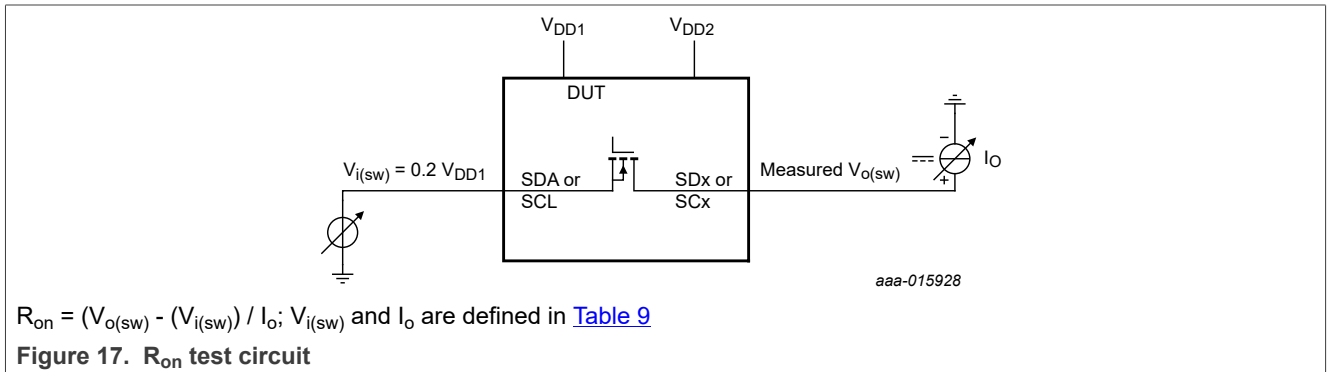 V_DD1 V_DD2
DUT
V_i(sw) = 0.2 V_DD1
SDA or
SCL
SDx or
SCx
Measured V_o(sw)
−
+
I_O
aaa-015928
R_on = (V_o(sw) - (V_i(sw)) / I_o; V_i(sw) and I_o are defined in Table 9
Figure 17. R_on test circuit